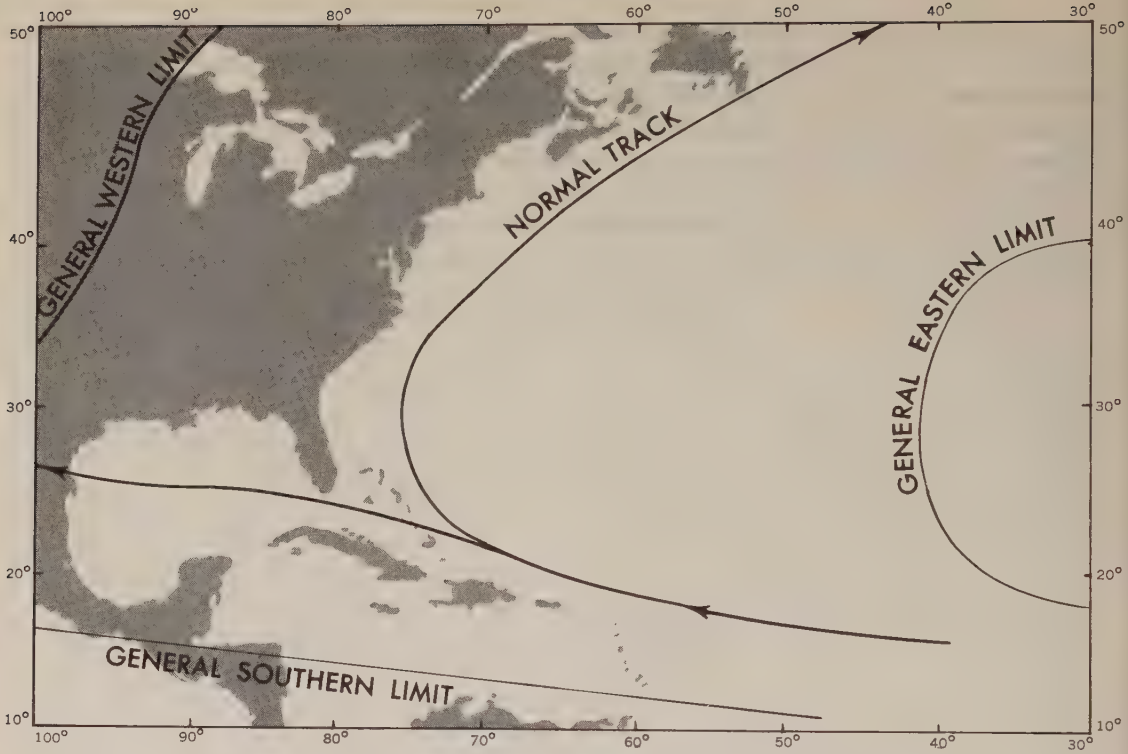 100° 90° 80° 70° 60° 50° 40° 30°
50° 50°
GENERAL WESTERN LIMIT
NORMAL TRACK
40° 40°
GENERAL EASTERN LIMIT
30° 30°
20° 20°
GENERAL SOUTHERN LIMIT
10° 10°
100° 90° 80° 70° 60° 50° 40° 30°